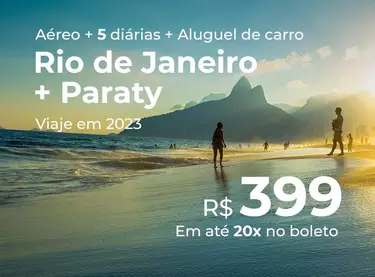 Aéreo + 5 diárias + Aluguel de carro
Rio de Janeiro
+ Paraty
Viaje em 2023
R$ 399
Em até 20x no boleto